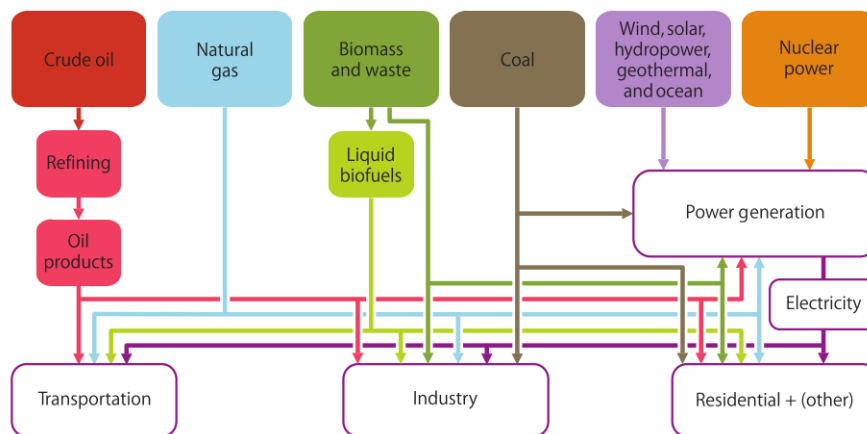 Crude oil
Natural
gas
Biomass
and waste
Coal
Wind, solar,
hydropower,
geothermal,
and ocean
Nuclear
power
Refining
Liquid
biofuels
Power generation
Oil
products
Electricity
Transportation
Industry
Residential + (other)